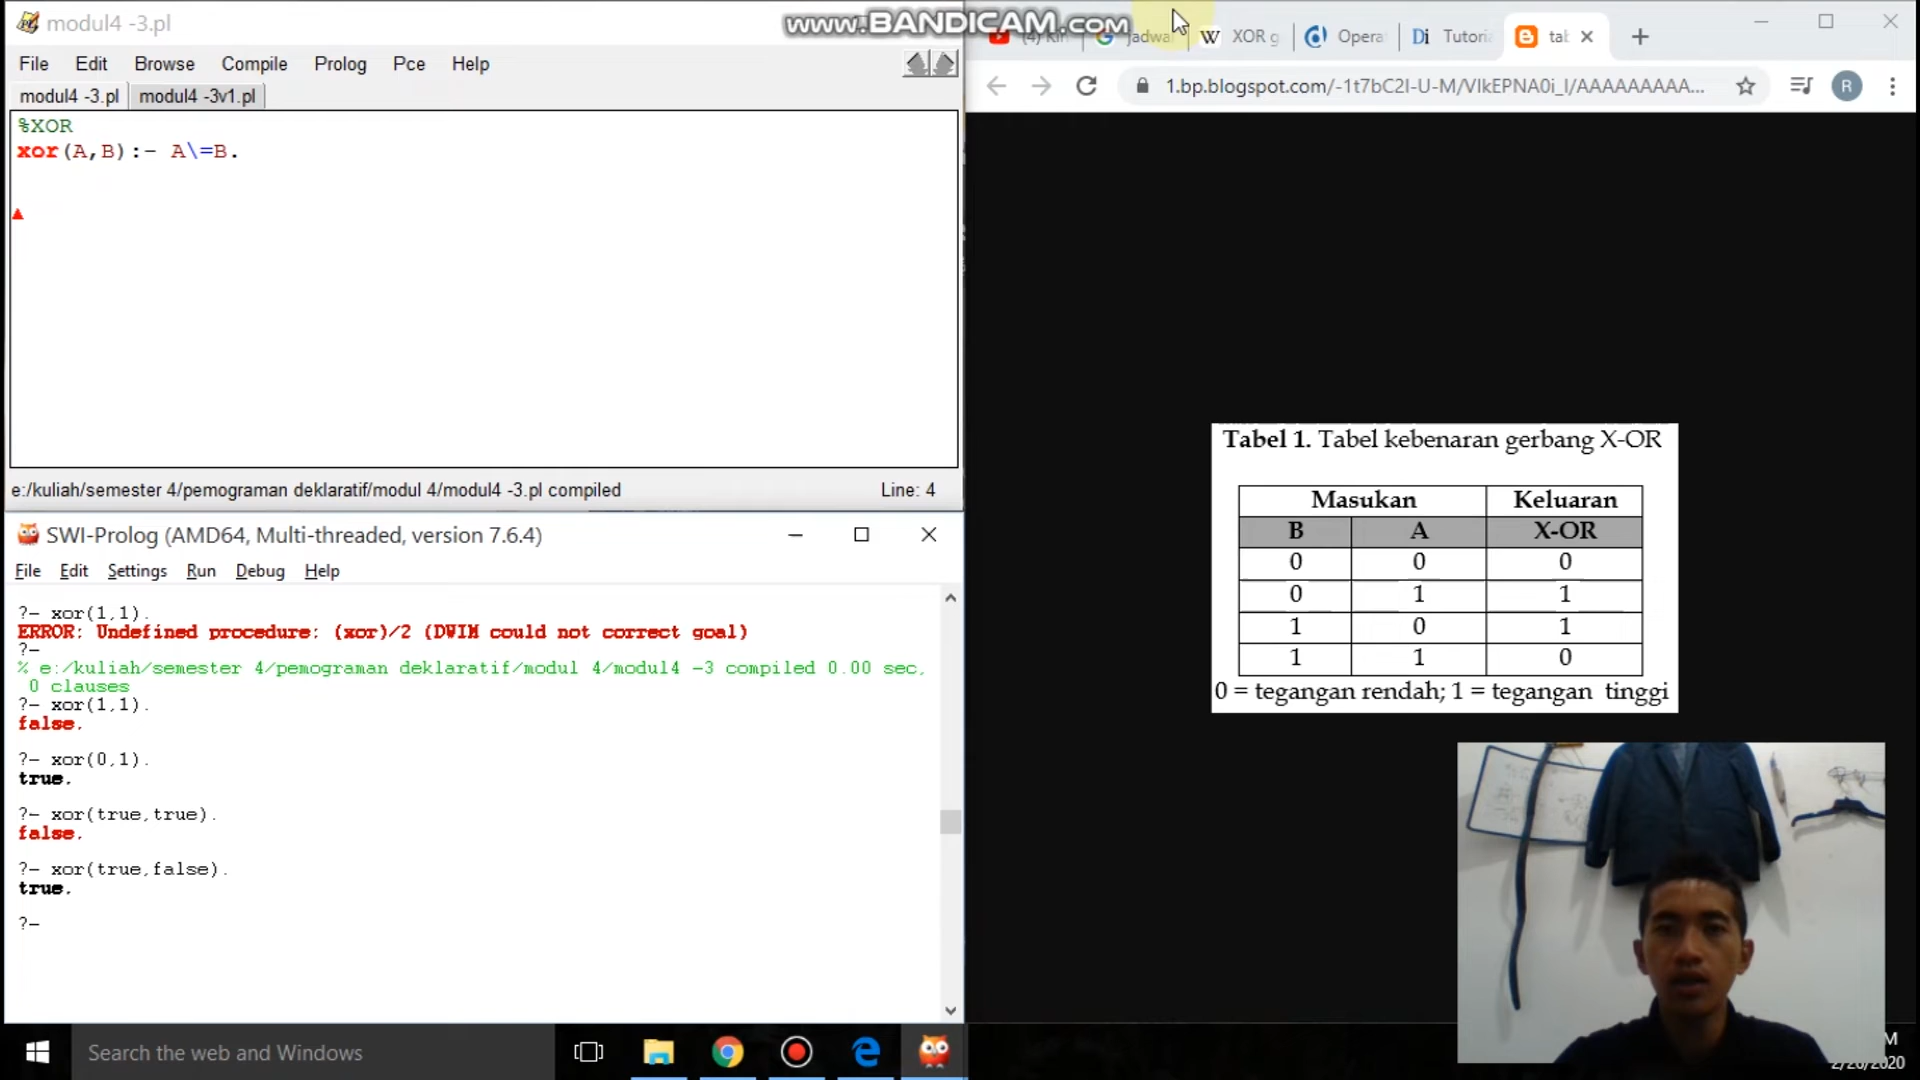 modul4 -3.pl
www.BANDICAM.com
File Edit Browse Compile Prolog Pce Help
modul4 -3.pl modul4 -3v1.pl
%XOR
xor(A,B):- A\=B.
e:/kuliah/semester 4/pemograman deklaratif/modul 4/modul4 -3.pl compiled Line: 4
SWI-Prolog (AMD64, Multi-threaded, version 7.6.4)
File Edit Settings Run Debug Help
?- xor(1,1).
ERROR: Undefined procedure: (xor)/2 (DWIM could not correct goal)
?-
% e:/kuliah/semester 4/pemograman deklaratif/modul 4/modul4 -3 compiled 0.00 sec,
0 clauses
?- xor(1,1).
false.
?- xor(0,1).
true.
?- xor(true,true).
false.
?- xor(true,false).
true.
?-
Search the web and Windows
jadwa W XOR g Opera Di Tutoria tab
1.bp.blogspot.com/-1t7bC2I-U-M/VIkEPNA0i_I/AAAAAAAAA...
R
Tabel 1. Tabel kebenaran gerbang X-OR
Masukan Keluaran
B A X-OR
0 0 0
0 1 1
1 0 1
1 1 0
0 = tegangan rendah; 1 = tegangan tinggi